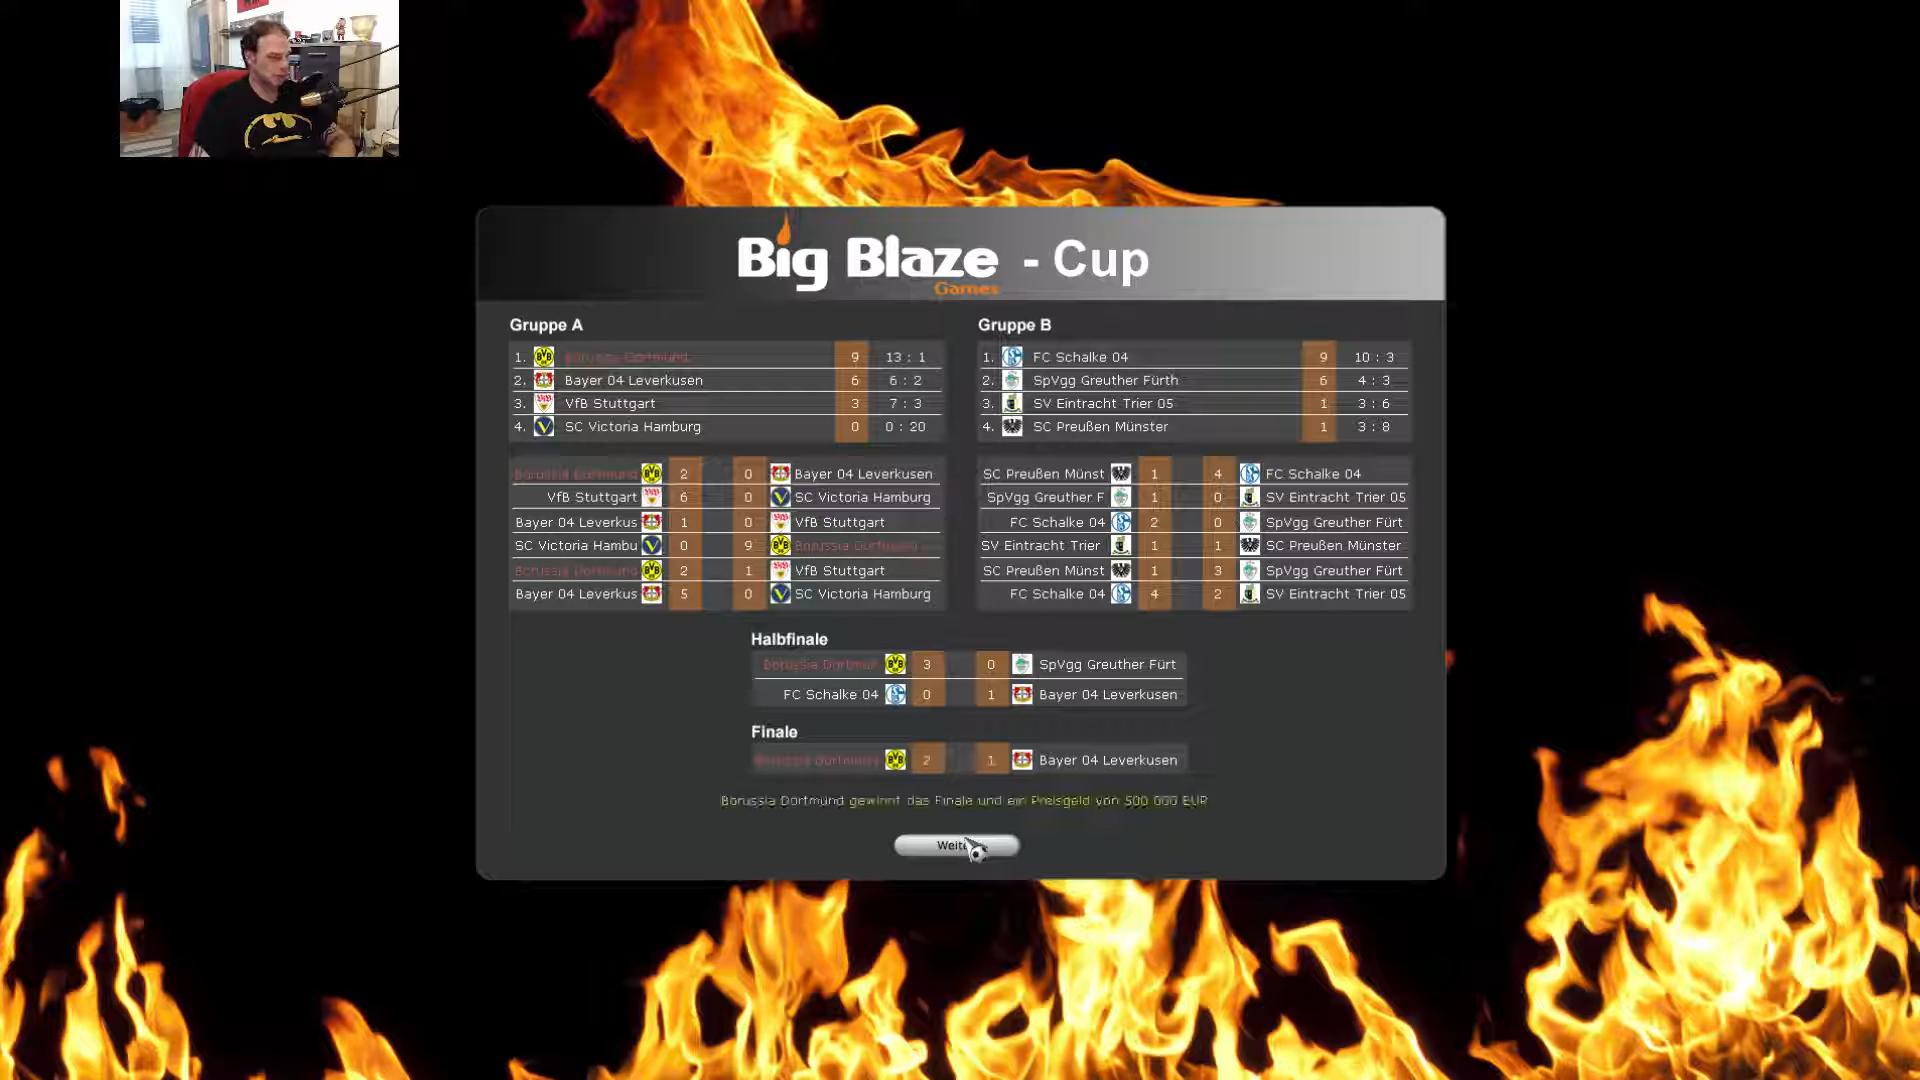 Big Blaze - Cup
Games
Gruppe A
1. Borussia Dortmund 9 13 : 1
2. Bayer 04 Leverkusen 6 6 : 2
3. VfB Stuttgart 3 7 : 3
4. SC Victoria Hamburg 0 0 : 20
Borussia Dortmund 2 0 Bayer 04 Leverkusen
VfB Stuttgart 6 0 SC Victoria Hamburg
Bayer 04 Leverkus 1 0 VfB Stuttgart
SC Victoria Hambu 0 9 Borussia Dortmund
Borussia Dortmund 2 1 VfB Stuttgart
Bayer 04 Leverkus 5 0 SC Victoria Hamburg
Gruppe B
1. FC Schalke 04 9 10 : 3
2. SpVgg Greuther Fürth 6 4 : 3
3. SV Eintracht Trier 05 1 3 : 6
4. SC Preußen Münster 1 3 : 8
SC Preußen Münst 1 4 FC Schalke 04
SpVgg Greuther F 1 0 SV Eintracht Trier 05
FC Schalke 04 2 0 SpVgg Greuther Fürt
SV Eintracht Trier 1 1 SC Preußen Münster
SC Preußen Münst 1 3 SpVgg Greuther Fürt
FC Schalke 04 4 2 SV Eintracht Trier 05
Halbfinale
Borussia Dortmun 3 0 SpVgg Greuther Fürt
FC Schalke 04 0 1 Bayer 04 Leverkusen
Finale
Borussia Dortmund 2 1 Bayer 04 Leverkusen
Borussia Dortmund gewinnt das Finale und ein Preisgeld von 500 000 EUR
Weite